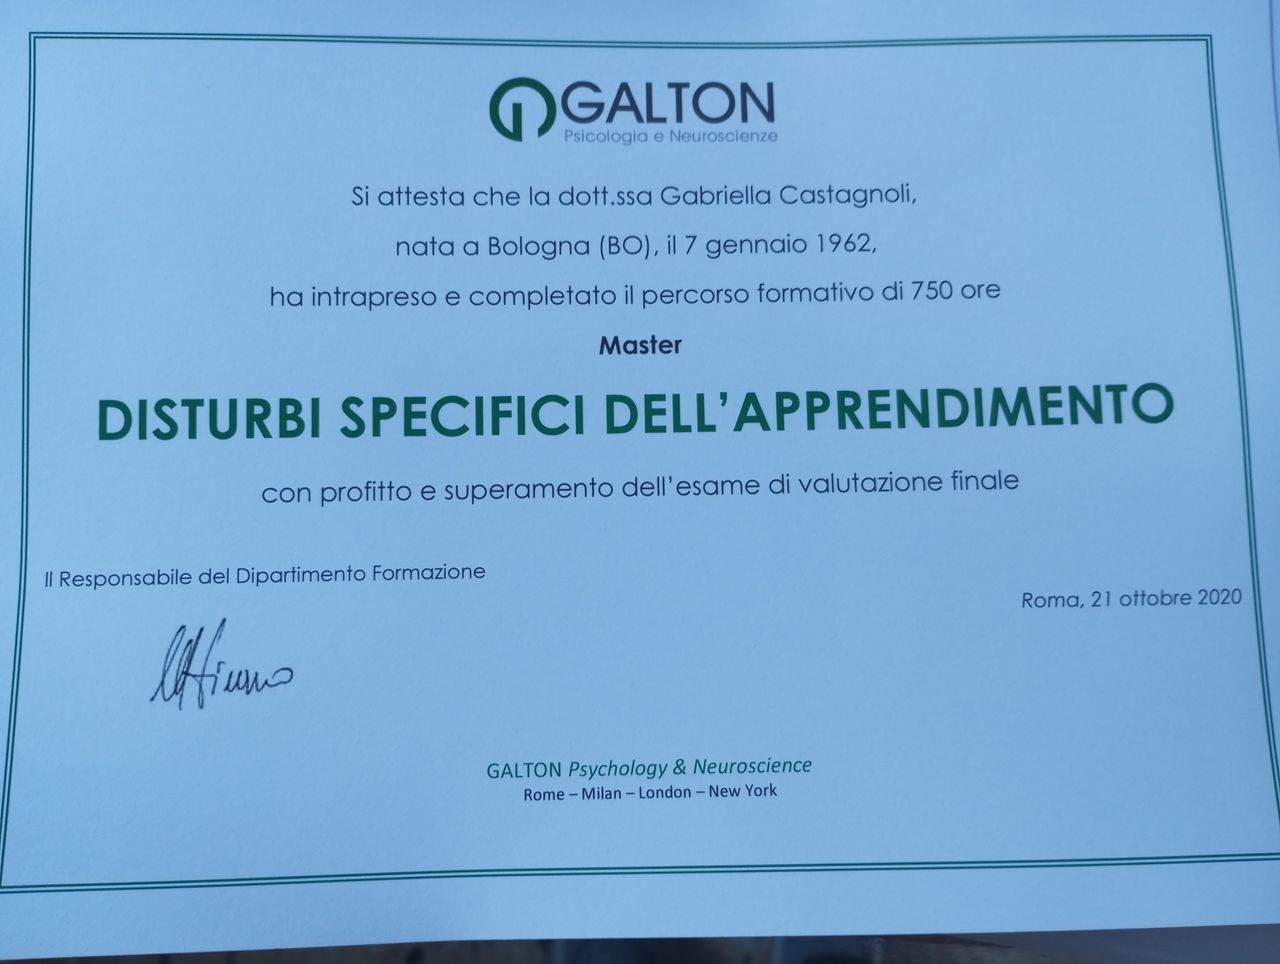 GALTON
Psicologia e Neuroscienze
Si attesta che la dott.ssa Gabriella Castagnoli,
nata a Bologna (BO), il 7 gennaio 1962,
ha intrapreso e completato il percorso formativo di 750 ore
Master
DISTURBI SPECIFICI DELL'APPRENDIMENTO
con profitto e superamento dell'esame di valutazione finale
Il Responsabile del Dipartimento Formazione
Roma, 21 ottobre 2020
GALTON Psychology & Neuroscience
Rome – Milan – London – New York